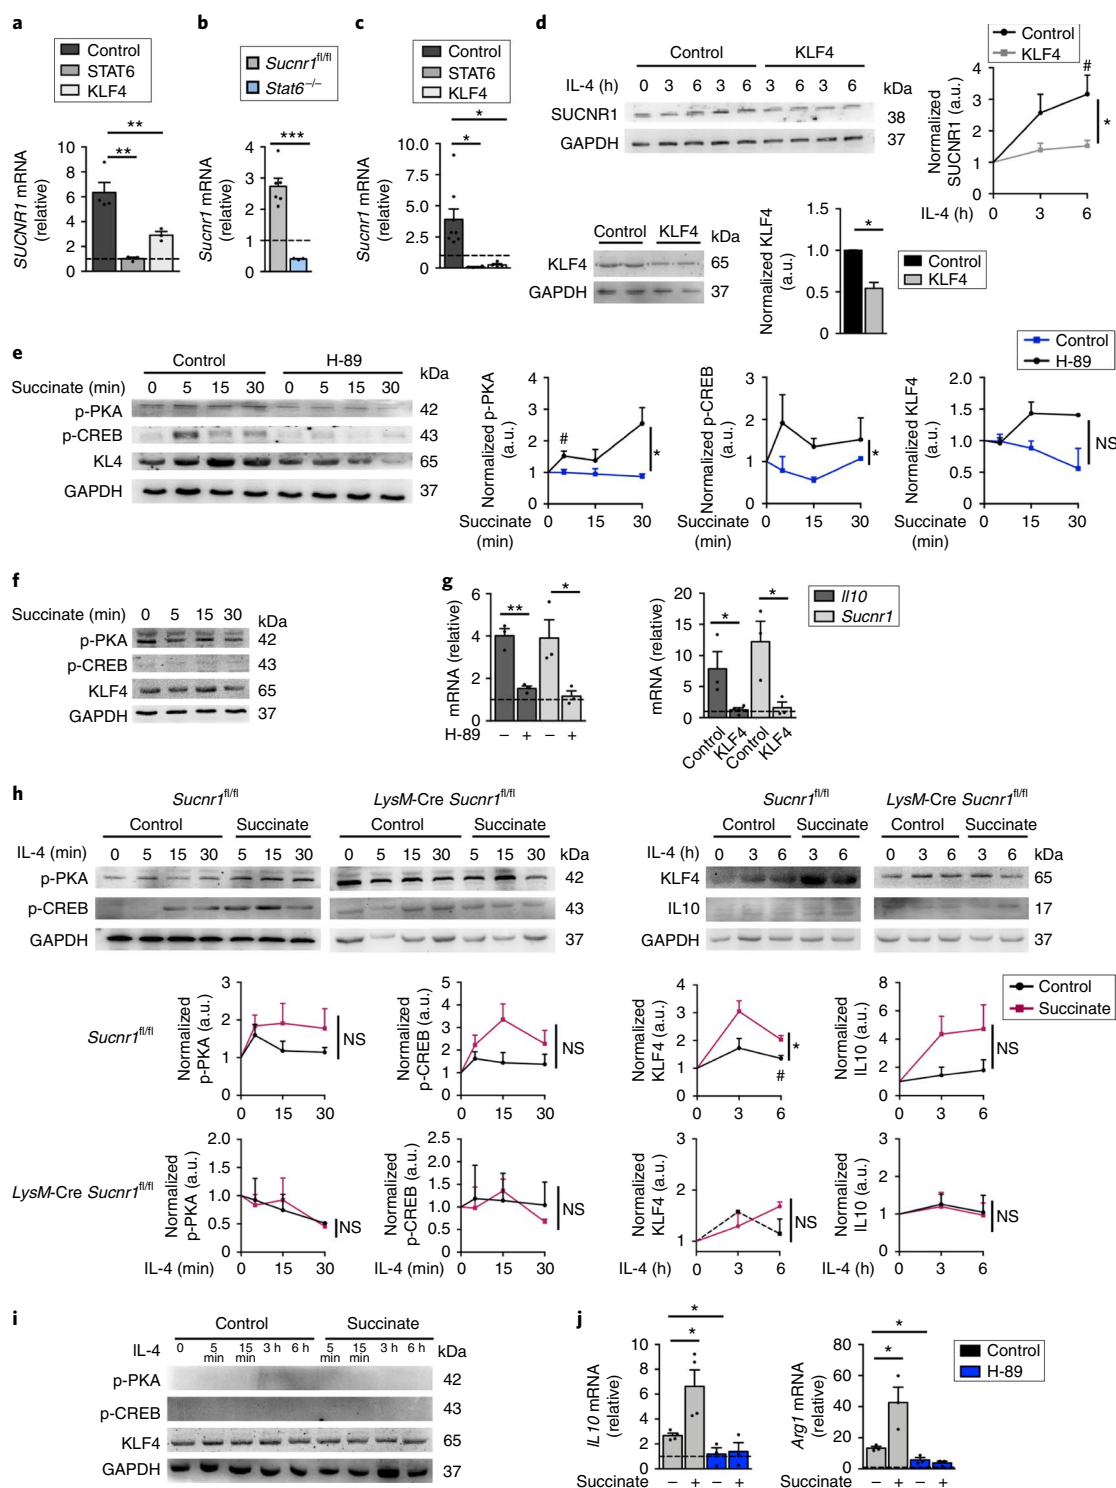 a
Control
STAT6
KLF4
**
**
SUCNR1 mRNA
(relative)
10
8
6
4
2
0
b
Sucnr1fl/fl
Stat6−/−
***
Sucnr1 mRNA
(relative)
4
3
2
1
0
c
Control
STAT6
KLF4
*
*
Sucnr1 mRNA
(relative)
10.0
7.5
5.0
2.5
0
d
Control KLF4
IL-4 (h) 0 3 6 3 6 0 3 6 3 6 kDa
SUCNR1 38
GAPDH 37
Control
KLF4
Normalized
SUCNR1 (a.u.)
4
3
2
1
0
#
*
IL-4 (h) 0 3 6
Control KLF4 kDa
KLF4 65
GAPDH 37
Normalized KLF4
(a.u.)
1.5
1.0
0.5
0
*
Control
KLF4
e
Control H-89
Succinate (min) 0 5 15 30 0 5 15 30 kDa
p-PKA 42
p-CREB 43
KL4 65
GAPDH 37
Control
H-89
Normalized p-PKA
(a.u.)
4
3
2
1
0
#
*
Succinate
(min)
0 15 30
Normalized p-CREB
(a.u.)
3
2
1
0
*
Succinate
(min)
0 15 30
Normalized KLF4
(a.u.)
2.0
1.5
1.0
0.5
0
NS
Succinate
(min)
0 15 30
f
Succinate (min) 0 5 15 30 kDa
p-PKA 42
p-CREB 43
KLF4 65
GAPDH 37
g
mRNA (relative)
6
4
2
0
**
*
H-89 − + − +
mRNA (relative)
20
15
10
5
0
*
*
Control
KLF4
Control
KLF4
Il10
Sucnr1
h
Sucnr1fl/fl LysM-Cre Sucnr1fl/fl
Control Succinate Control Succinate
IL-4 (min) 0 5 15 30 5 15 30 0 5 15 30 5 15 30 kDa
p-PKA 42
p-CREB 43
GAPDH 37
Sucnr1fl/fl LysM-Cre Sucnr1fl/fl
Control Succinate Control Succinate
IL-4 (h) 0 3 6 3 6 0 3 6 3 6 kDa
KLF4 65
IL10 17
GAPDH 37
Control
Succinate
Sucnr1fl/fl
Normalized
p-PKA (a.u.)
3
2
1
0
NS
0 15 30
Normalized
p-CREB (a.u.)
5
4
3
2
1
0
NS
0 15 30
Normalized
KLF4 (a.u.)
4
3
2
1
0
*
#
0 3 6
Normalized
IL10 (a.u.)
8
6
4
2
0
NS
0 3 6
LysM-Cre Sucnr1fl/fl
Normalized
p-PKA (a.u.)
2.0
1.5
1.0
0.5
0
NS
IL-4 (min) 0 15 30
Normalized
p-CREB (a.u.)
2.5
2.0
1.5
1.0
0.5
0
NS
IL-4 (min) 0 15 30
Normalized
KLF4 (a.u.)
3
2
1
NS
IL-4 (h) 0 3 6
Normalized
IL10 (a.u.)
3
2
1
0
NS
IL-4 (h) 0 3 6
i
Control Succinate
IL-4 0 5 min 15 min 3 h 6 h 5 min 15 min 3 h 6 h kDa
p-PKA 42
p-CREB 43
KLF4 65
GAPDH 37
j
IL10 mRNA
(relative)
10
8
6
4
2
0
*
*
Succinate − + − +
Arg1 mRNA
(relative)
80
60
40
20
0
*
*
Succinate − + − +
Control
H-89